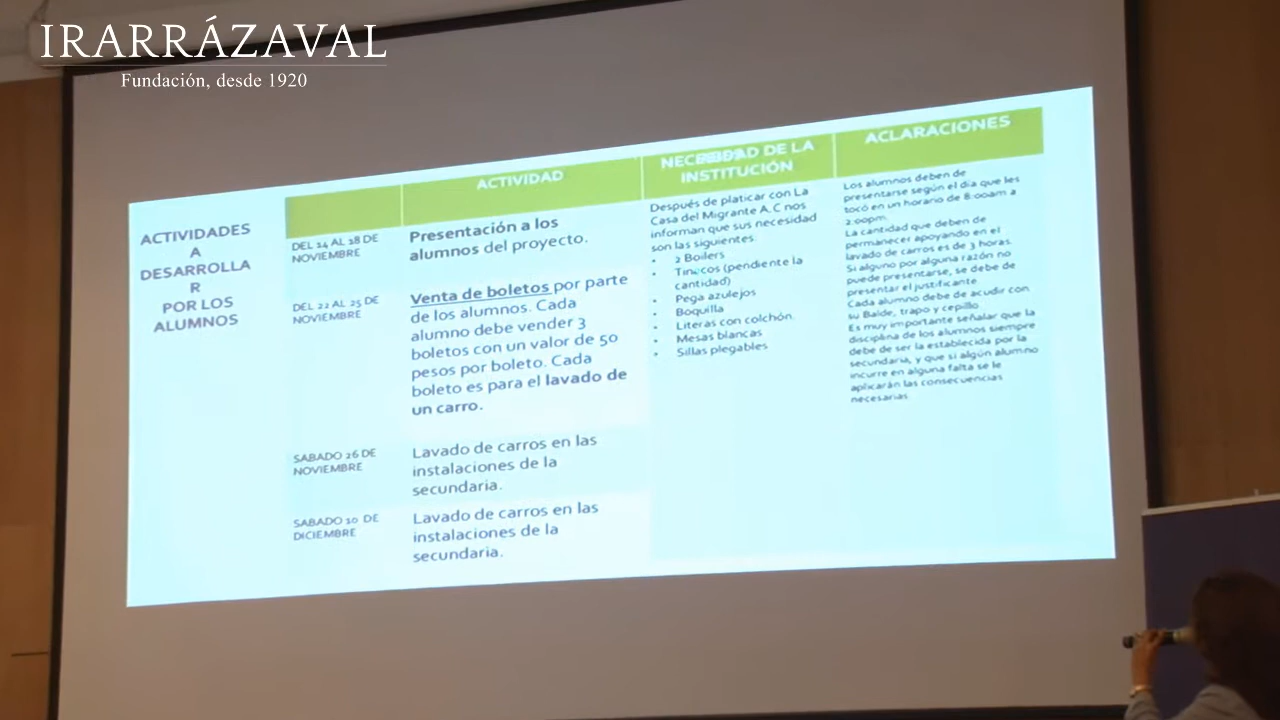 IRARRÁZAVAL
Fundación, desde 1920
ACTIVIDADES
A
DESARROLLA
R
POR LOS
ALUMNOS
ACTIVIDAD
DE LA
INSTITUCIÓN
ACLARACIONES
DEL 14 AL 18 DE
NOVIEMBRE
Presentación a los
alumnos del proyecto.
DEL 22 AL 25 DE
NOVIEMBRE
Venta de boletos por parte
de los alumnos. Cada
alumno debe vender 3
boletos con un valor de 50
pesos por boleto. Cada
boleto es para el lavado de
un carro.
SABADO 26 DE
NOVIEMBRE
Lavado de carros en las
instalaciones de la
secundaria.
SABADO 10 DE
DICIEMBRE
Lavado de carros en las
instalaciones de la
secundaria.
Después de platicar con La
Casa del Migrante A.C nos
informan que sus necesidad
son las siguientes
• 2 Boilers
• Tinacos (pendiente la
cantidad)
• Pega azulejos
• Boquilla
• Literas con colchón.
• Mesas blancas
• Sillas plegables
Los alumnos deben de
presentarse según el día que les
tocó en un horario de 8:00am a
2:00pm.
La cantidad que deben de
permanecer apoyando en el
lavado de carros es de 3 horas.
Si alguno por alguna razón no
puede presentarse, se debe de
presentar el justificante
Cada alumno debe de acudir con
su Balde, trapo y cepillo.
Es muy importante señalar que la
disciplina de los alumnos siempre
debe de ser la establecida por la
secundaria, y que si algún alumno
incurre en alguna falta se le
aplicarán las consecuencias
necesarias